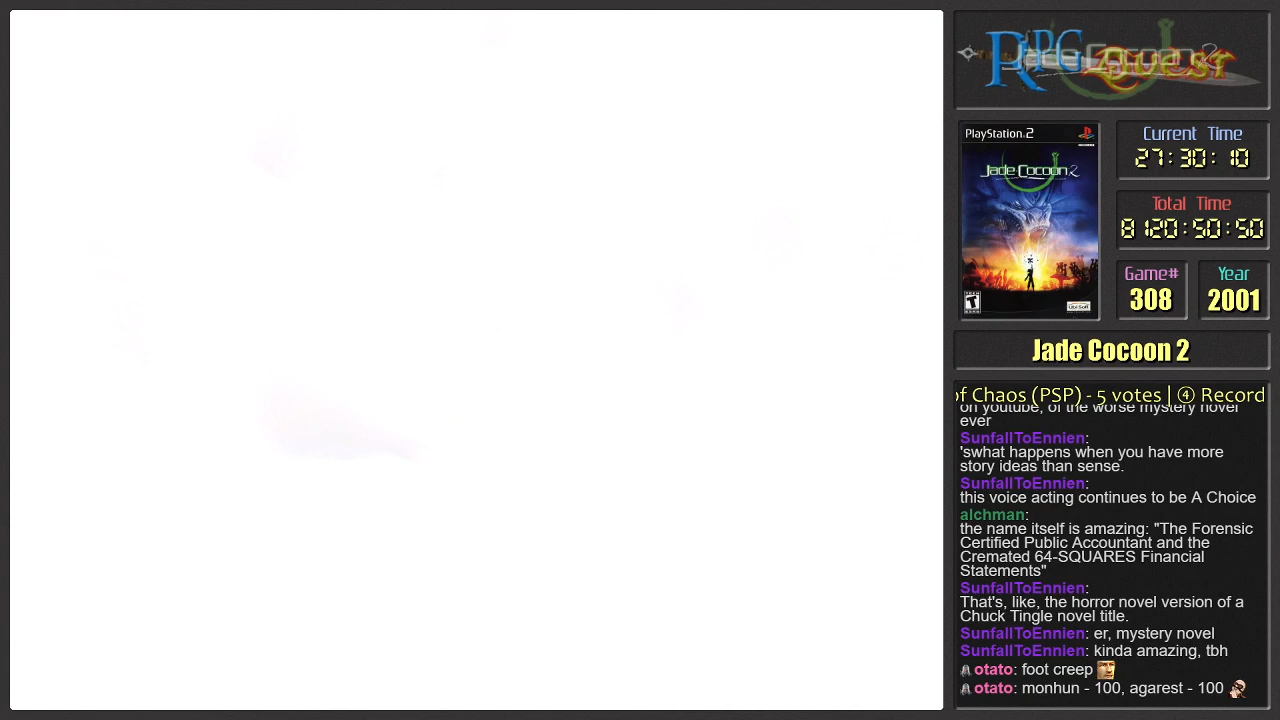 RPG Quest
Jade Cocoon 2
PlayStation.2
Jade Cocoon 2
TEEN
Ubi Soft
Current Time
27:30:10
Total Time
8120:50:50
Game#
308
Year
2001
Jade Cocoon 2
of Chaos (PSP) - 5 votes | ④ Record
on youtube, of the worse mystery novel
ever
SunfallToEnnien:
'swhat happens when you have more
story ideas than sense.
SunfallToEnnien:
this voice acting continues to be A Choice
alchman:
the name itself is amazing: "The Forensic
Certified Public Accountant and the
Cremated 64-SQUARES Financial
Statements"
SunfallToEnnien:
That's, like, the horror novel version of a
Chuck Tingle novel title.
SunfallToEnnien: er, mystery novel
SunfallToEnnien: kinda amazing, tbh
otato: foot creep
otato: monhun - 100, agarest - 100